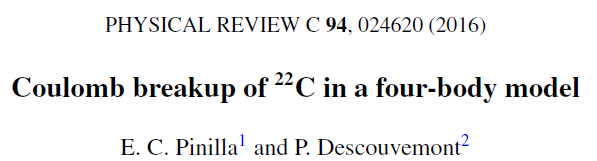 PHYSICAL REVIEW C 94, 024620 (2016)
Coulomb breakup of ²²C in a four-body model
E. C. Pinilla¹ and P. Descouvemont²